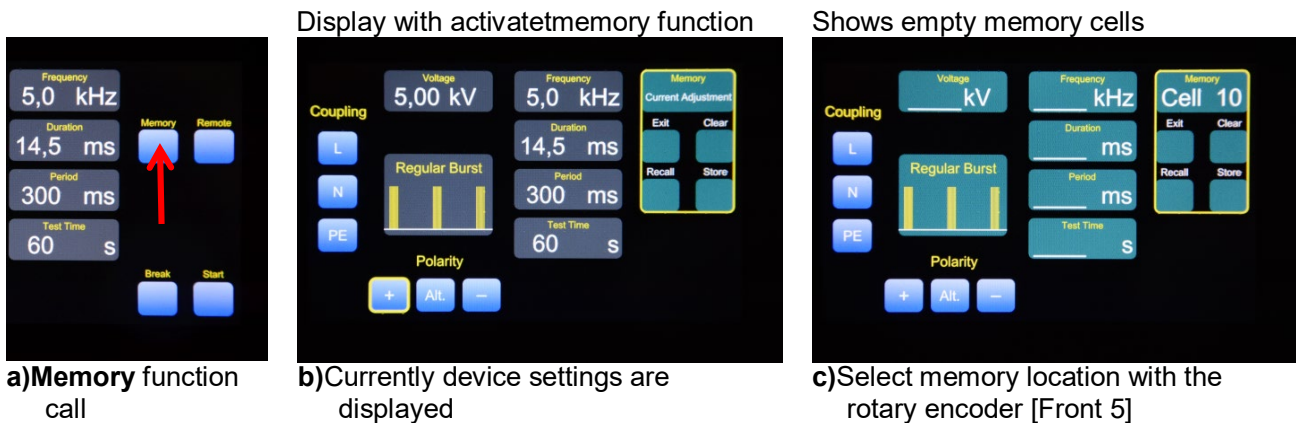 Display with activatetmemory function
Shows empty memory cells
Frequency
5,0 kHz
Duration
14,5 ms
Period
300 ms
Test Time
60 s
Memory
Remote
Break
Start
Voltage
5,00 kV
Coupling
L
N
PE
Regular Burst
Polarity
+ Alt. −
Frequency
5,0 kHz
Duration
14,5 ms
Period
300 ms
Test Time
60 s
Memory
Current Adjustment
Exit Clear
Recall Store
Voltage
____kV
Coupling
L
N
PE
Regular Burst
Polarity
+ Alt. −
Frequency
____ kHz
Duration
____ ms
Period
____ ms
Test Time
____ s
Memory
Cell 10
Exit Clear
Recall Store
a)Memory function
call
b)Currently device settings are
displayed
c)Select memory location with the
rotary encoder [Front 5]